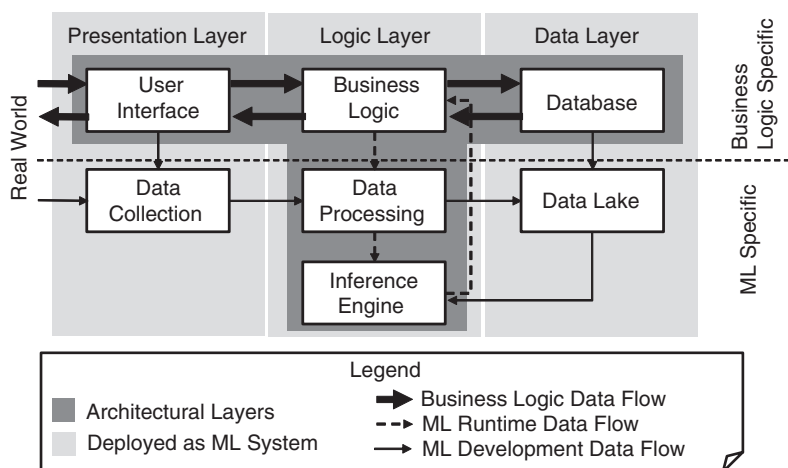 Presentation Layer
Logic Layer
Data Layer
User
Interface
Business
Logic
Database
Business
Logic Specific
Real World
Data
Collection
Data
Processing
Data Lake
ML Specific
Inference
Engine
Legend
Architectural Layers
Deployed as ML System
Business Logic Data Flow
ML Runtime Data Flow
ML Development Data Flow